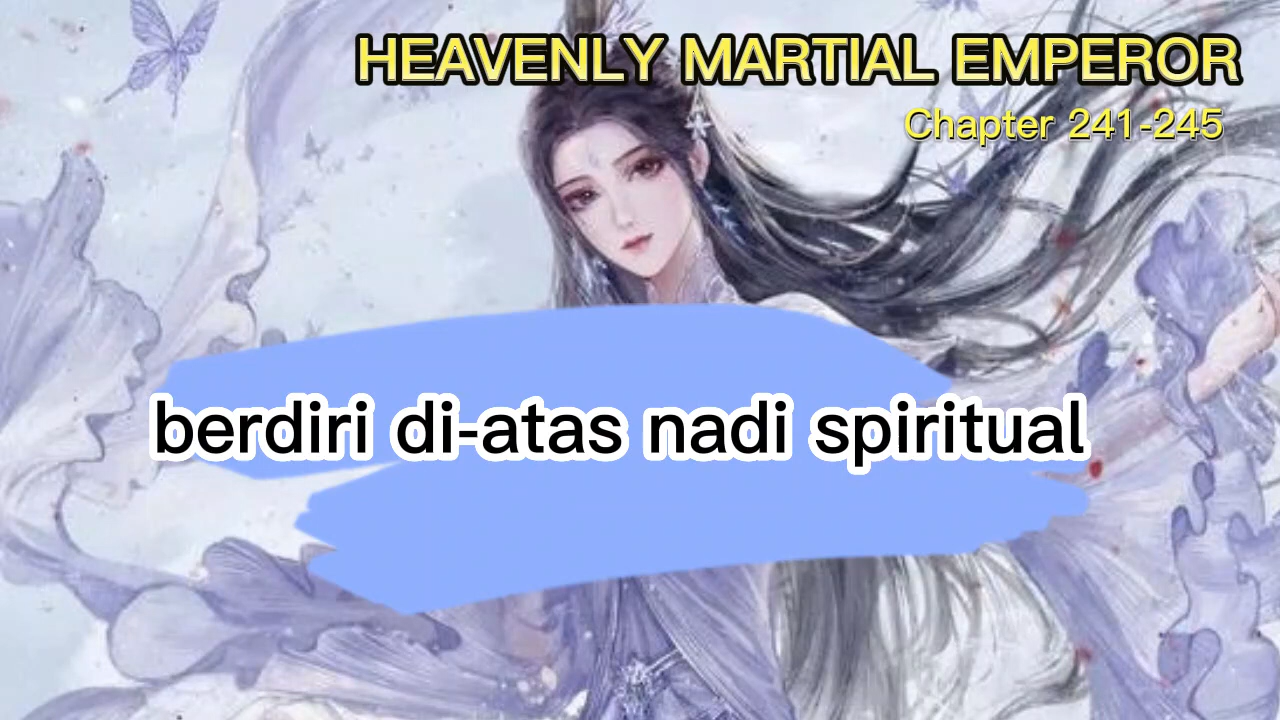 HEAVENLY MARTIAL EMPEROR
Chapter 241-245
berdiri di-atas nadi spiritual